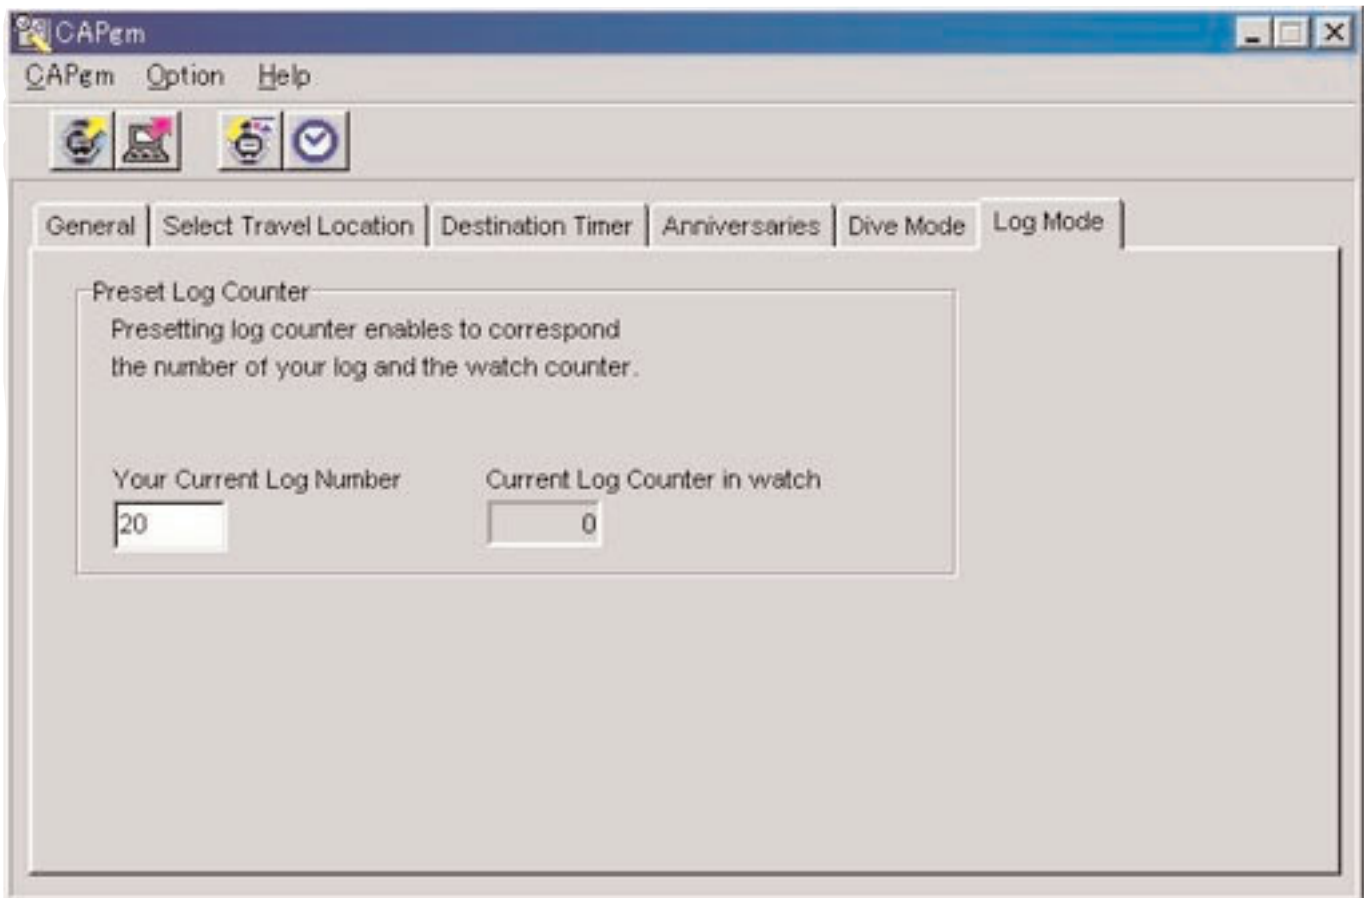 CAPgm
CAPgm Option Help
General Select Travel Location Destination Timer Anniversaries Dive Mode Log Mode
Preset Log Counter
Presetting log counter enables to correspond
the number of your log and the watch counter.
Your Current Log Number Current Log Counter in watch
20 0